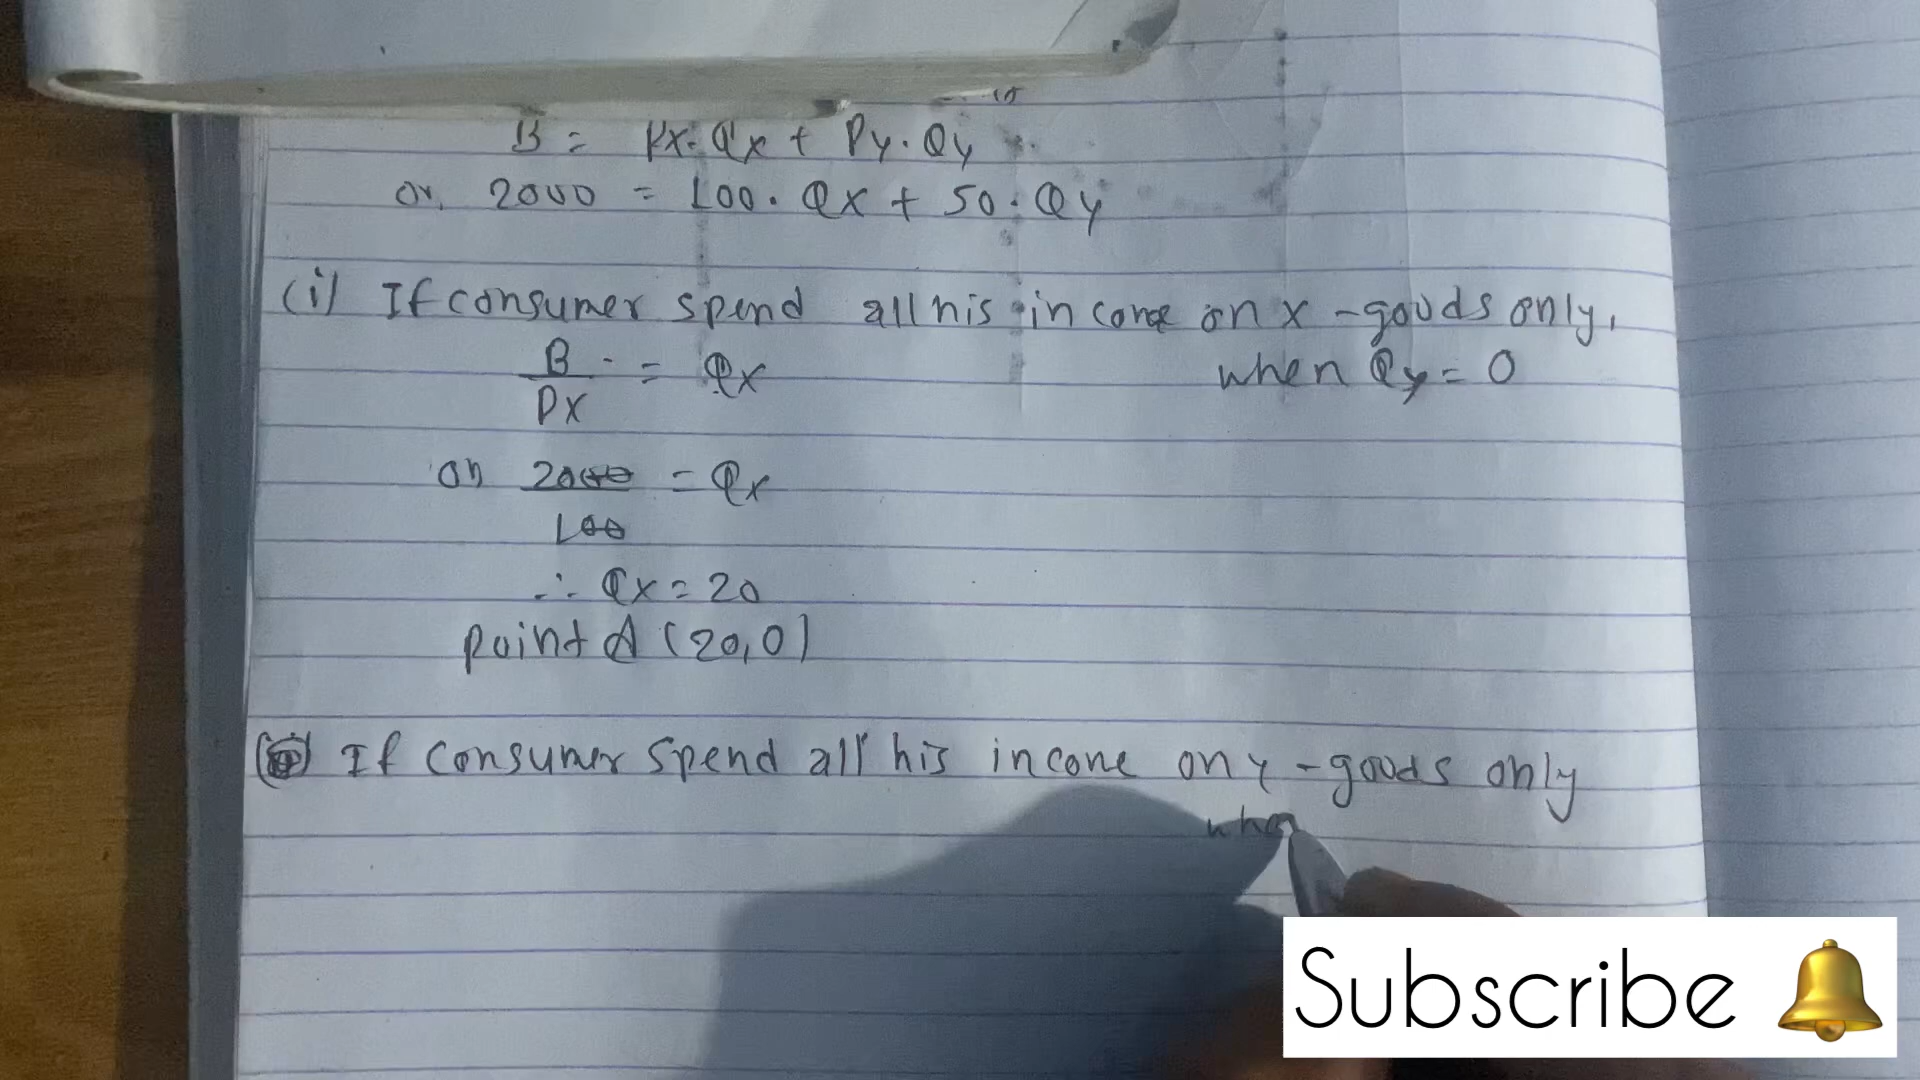 B = Px. Qx + Py. Qy
or, 2000 = 100. Qx + 50. Qy
(i) If consumer spend all his income on x - goods only,
B/Px = Qx when Qy = 0
or 2000/100 = Qx
∴ Qx = 20
point A (20,0)
If consumer spend all his income on y - goods only
whe
Subscribe